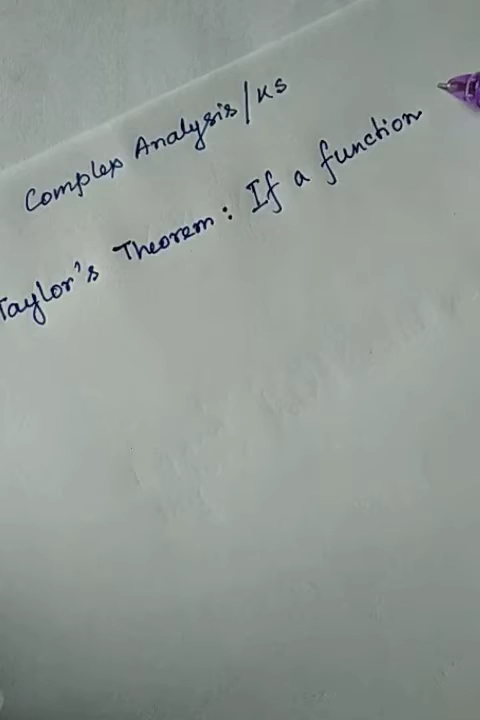 Complex Analysis/KS
Taylor's Theorem: If a function